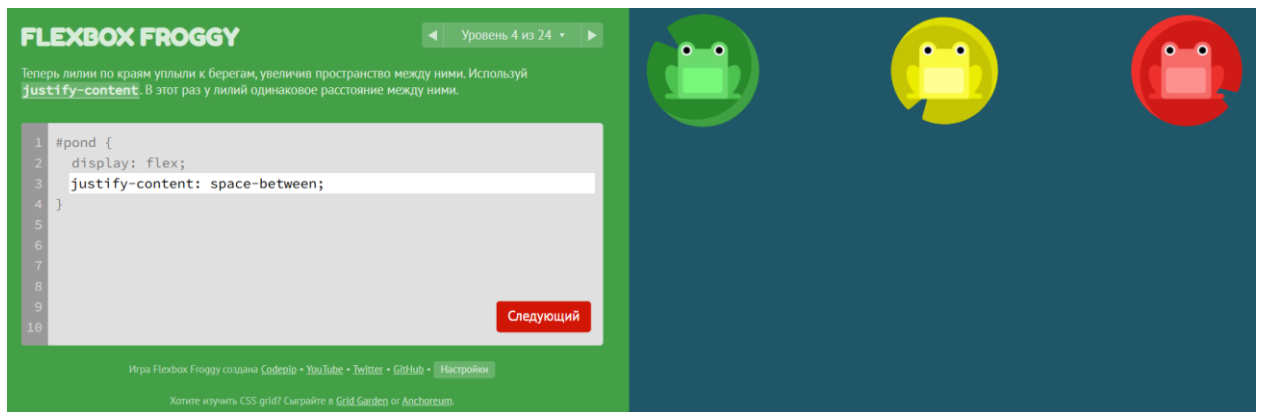 FLEXBOX FROGGY
◀ Уровень 4 из 24 ▾ ▶
Теперь лилии по краям уплыли к берегам, увеличив пространство между ними. Используй
justify-content. В этот раз у лилий одинаковое расстояние между ними.
1 #pond {
2 display: flex;
3 justify-content: space-between;
4 }
5
6
7
8
9
10
Следующий
Игра Flexbox Froggy создана Codepip • YouTube • Twitter • GitHub • Настройки
Хотите изучить CSS grid? Сыграйте в Grid Garden or Anchoreum.